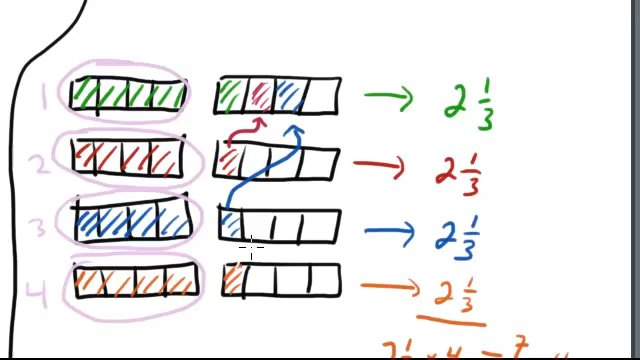 1 → 2 1/3
2 → 2 1/3
3 → 2 1/3
4 → 2 1/3